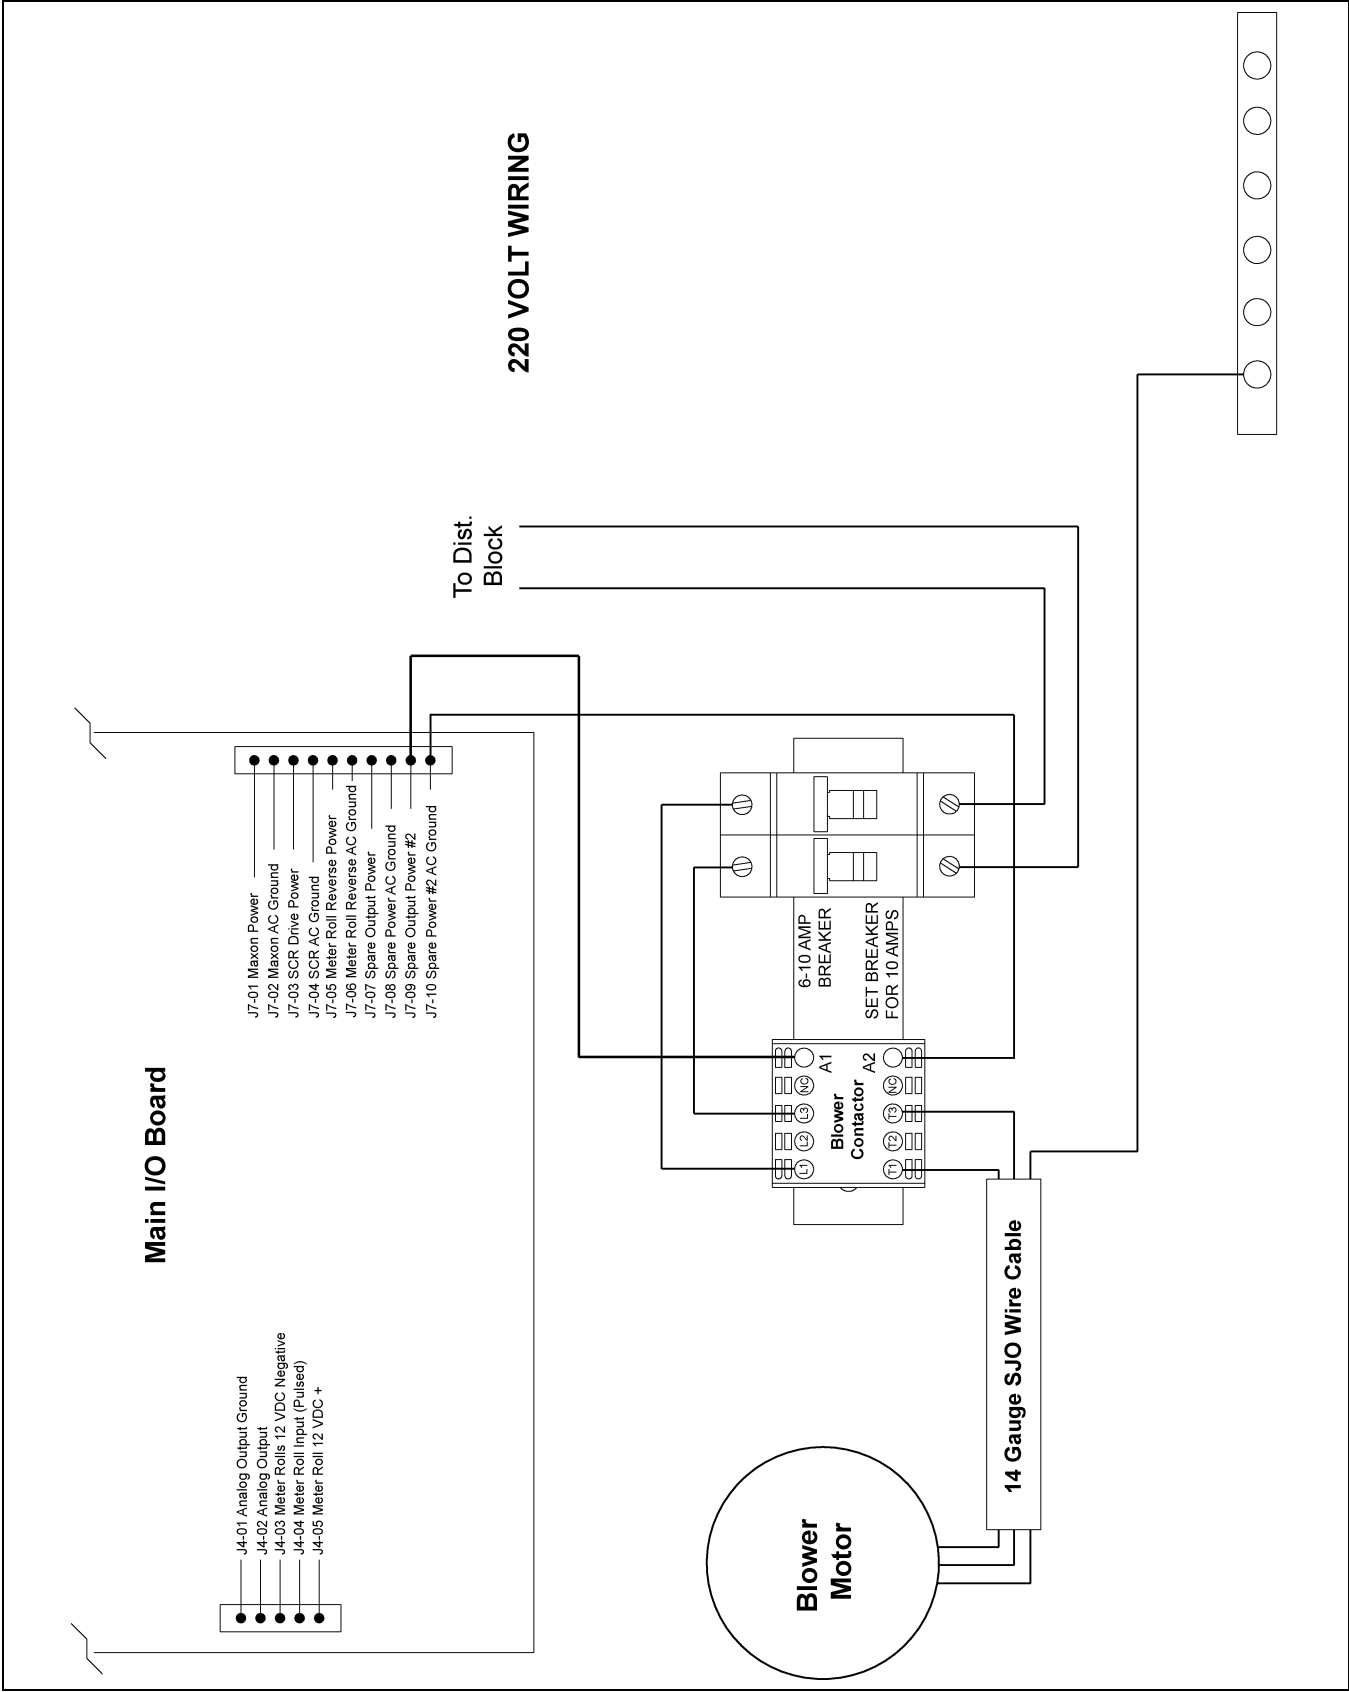 Main I/O Board
220 VOLT WIRING
J4-01 Analog Output Ground
J4-02 Analog Output
J4-03 Meter Rolls 12 VDC Negative
J4-04 Meter Roll Input (Pulsed)
J4-05 Meter Roll 12 VDC +
J7-01 Maxon Power
J7-02 Maxon AC Ground
J7-03 SCR Drive Power
J7-04 SCR AC Ground
J7-05 Meter Roll Reverse Power
J7-06 Meter Roll Reverse AC Ground
J7-07 Spare Output Power
J7-08 Spare Power AC Ground
J7-09 Spare Output Power #2
J7-10 Spare Power #2 AC Ground
To Dist.
Block
6-10 AMP
BREAKER
SET BREAKER
FOR 10 AMPS
L1
L2
L3
NC
A1
Blower
Contactor
T1
T2
T3
NC
A2
Blower
Motor
14 Gauge SJO Wire Cable